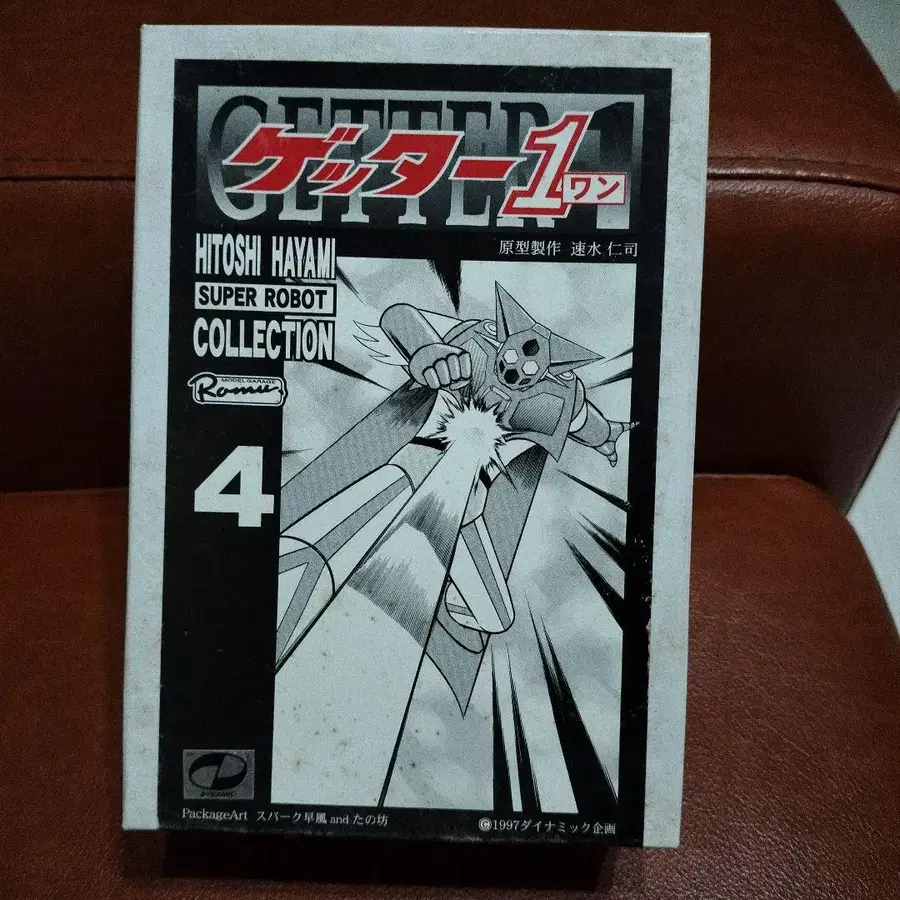 GETTER 1
ゲッター1
ワン
原型製作 速水 仁司
HITOSHI HAYAMI
SUPER ROBOT
COLLECTION
MODEL GARAGE
Romu
4
DYNAMIC
PackageArt スパーク早風 and たの坊
©1997ダイナミック企画